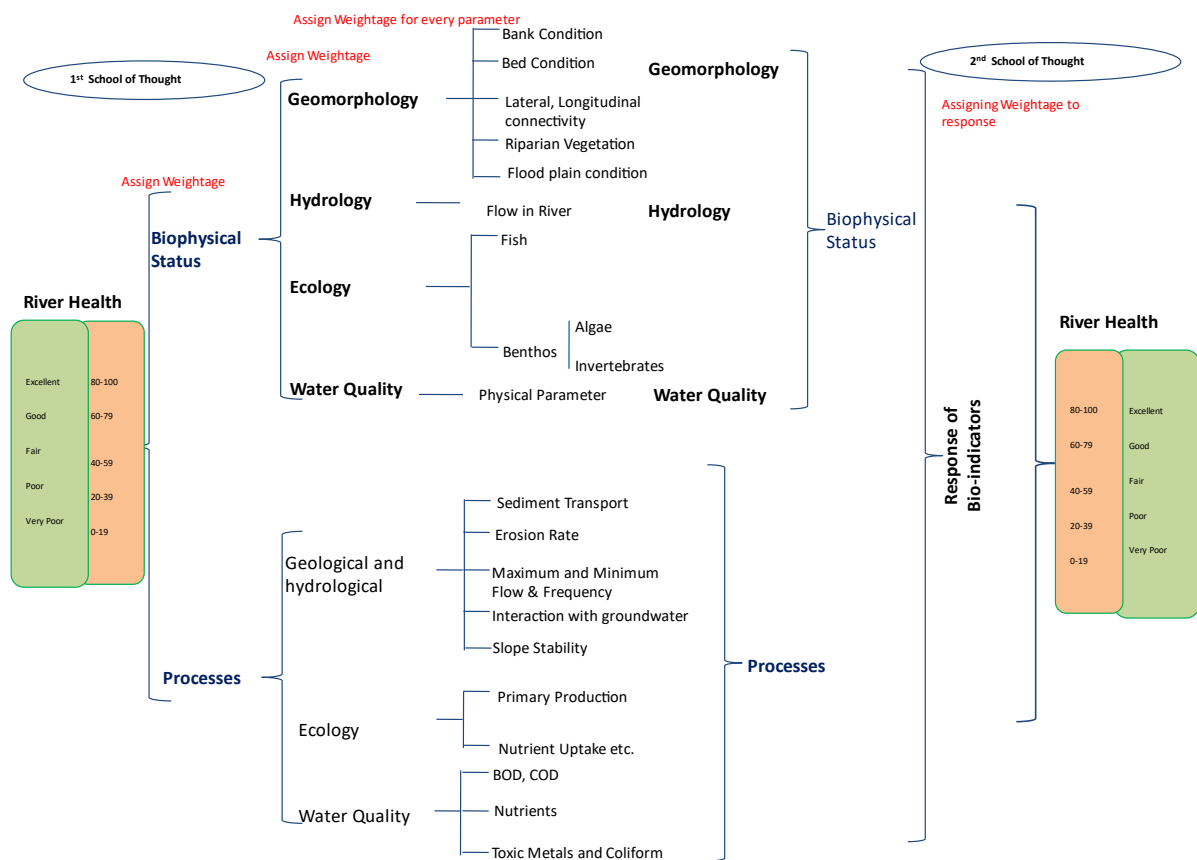 Assign Weightage for every parameter
Assign Weightage
1st School of Thought
Bank Condition
Bed Condition
Geomorphology
Lateral, Longitudinal
connectivity
Riparian Vegetation
Flood plain condition
Assign Weightage
Hydrology
Flow in River
Biophysical
Status
Fish
Ecology
Algae
Benthos
Invertebrates
Water Quality
Physical Parameter
River Health
Excellent 80-100
Good 60-79
Fair 40-59
Poor 20-39
Very Poor 0-19
Sediment Transport
Erosion Rate
Geological and
hydrological
Maximum and Minimum
Flow & Frequency
Interaction with groundwater
Slope Stability
Processes
Primary Production
Ecology
Nutrient Uptake etc.
BOD, COD
Water Quality
Nutrients
Toxic Metals and Coliform
2nd School of Thought
Assigning Weightage to
response
Geomorphology
Hydrology
Water Quality
Biophysical
Status
Processes
Response of
Bio-indicators
River Health
80-100 Excellent
60-79 Good
40-59 Fair
20-39 Poor
0-19 Very Poor